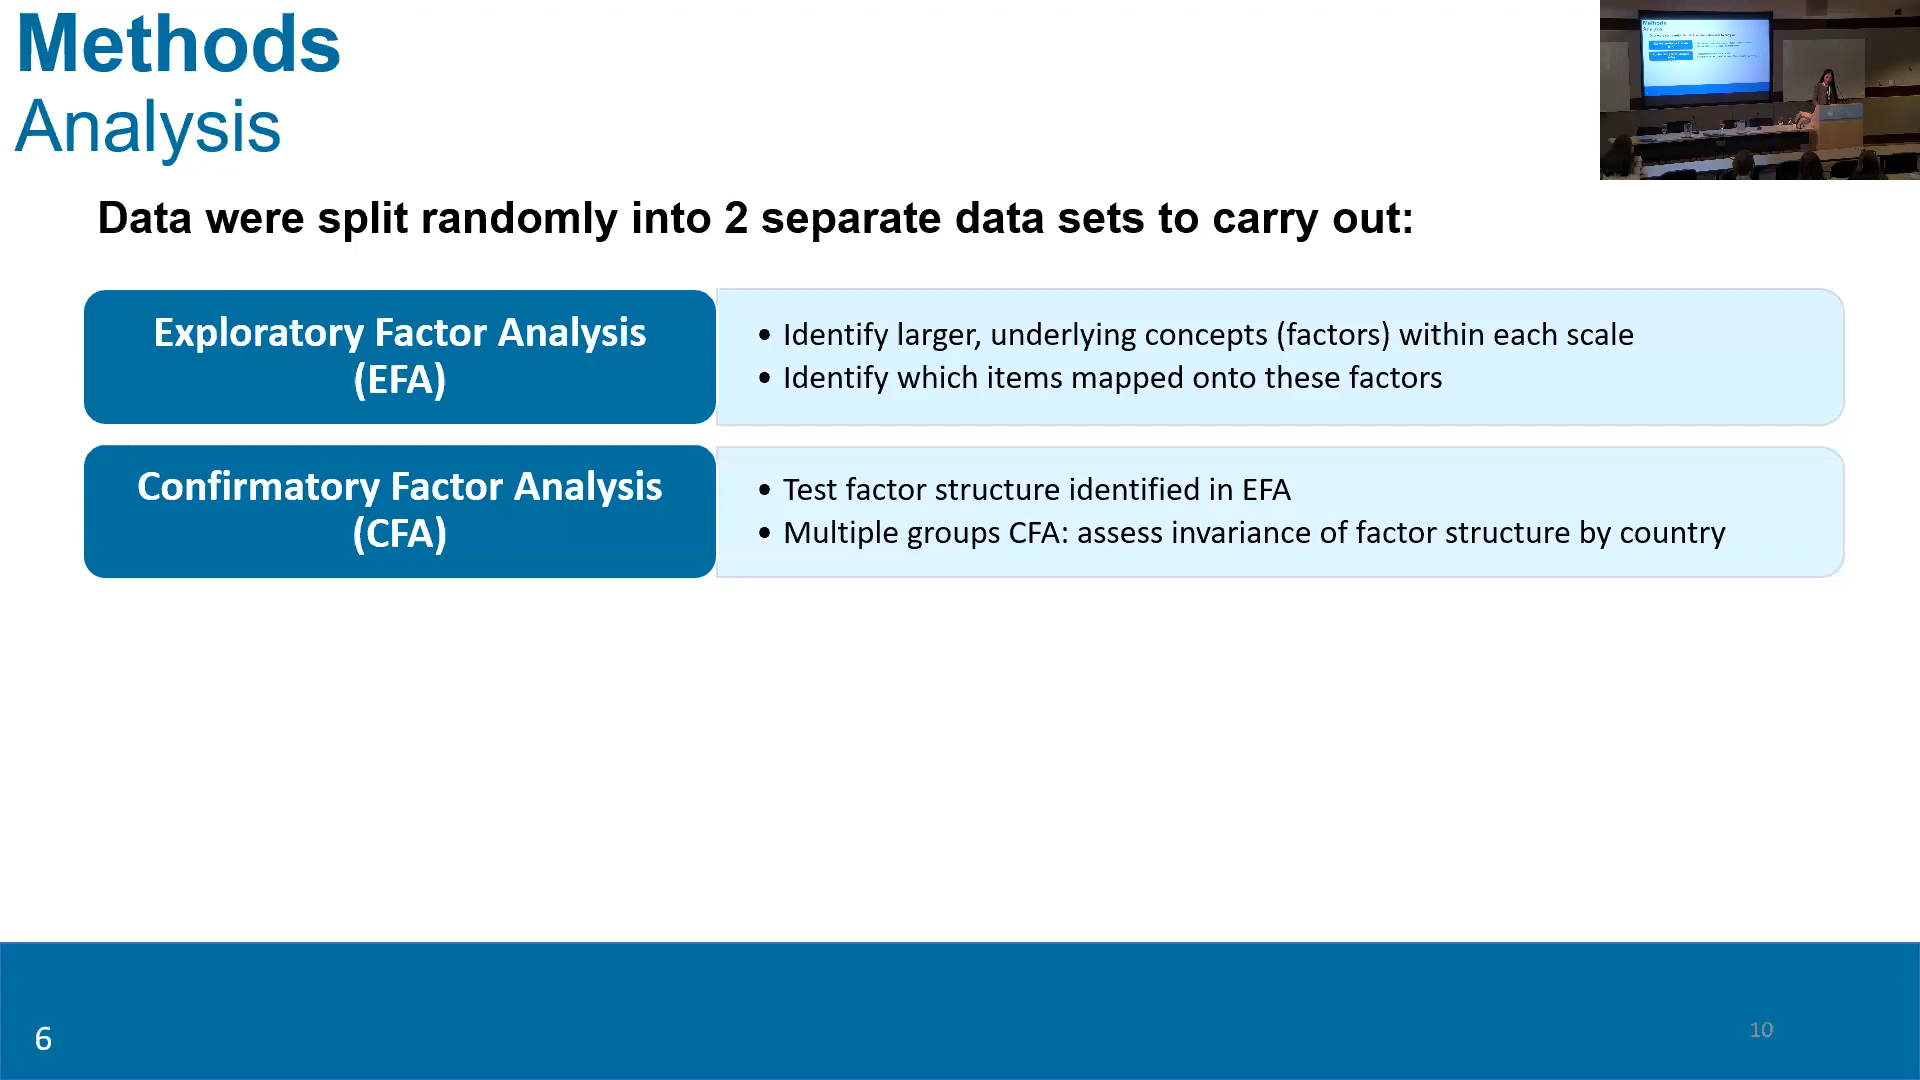 Methods
Analysis
Data were split randomly into 2 separate data sets to carry out:
Exploratory Factor Analysis
(EFA)
• Identify larger, underlying concepts (factors) within each scale
• Identify which items mapped onto these factors
Confirmatory Factor Analysis
(CFA)
• Test factor structure identified in EFA
• Multiple groups CFA: assess invariance of factor structure by country
6
10